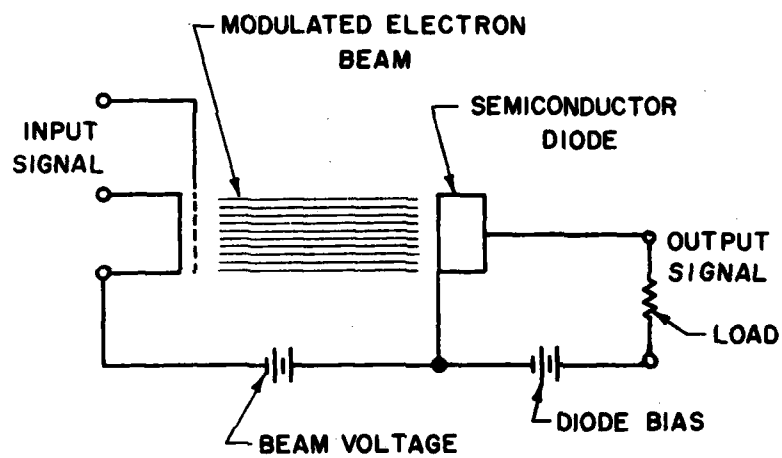 MODULATED ELECTRON
BEAM
SEMICONDUCTOR
DIODE
INPUT
SIGNAL
OUTPUT
SIGNAL
LOAD
DIODE BIAS
BEAM VOLTAGE